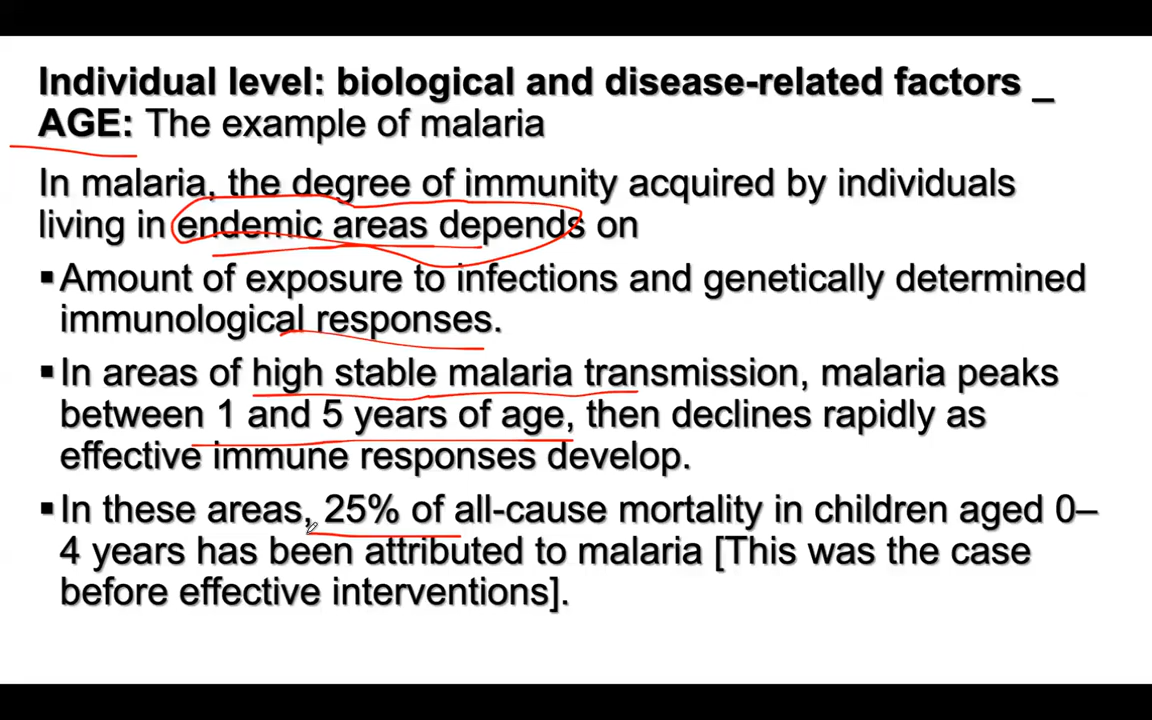 Individual level: biological and disease-related factors _
AGE: The example of malaria
In malaria, the degree of immunity acquired by individuals
living in endemic areas depends on
▪Amount of exposure to infections and genetically determined
immunological responses.
▪In areas of high stable malaria transmission, malaria peaks
between 1 and 5 years of age, then declines rapidly as
effective immune responses develop.
▪In these areas, 25% of all-cause mortality in children aged 0–
4 years has been attributed to malaria [This was the case
before effective interventions].